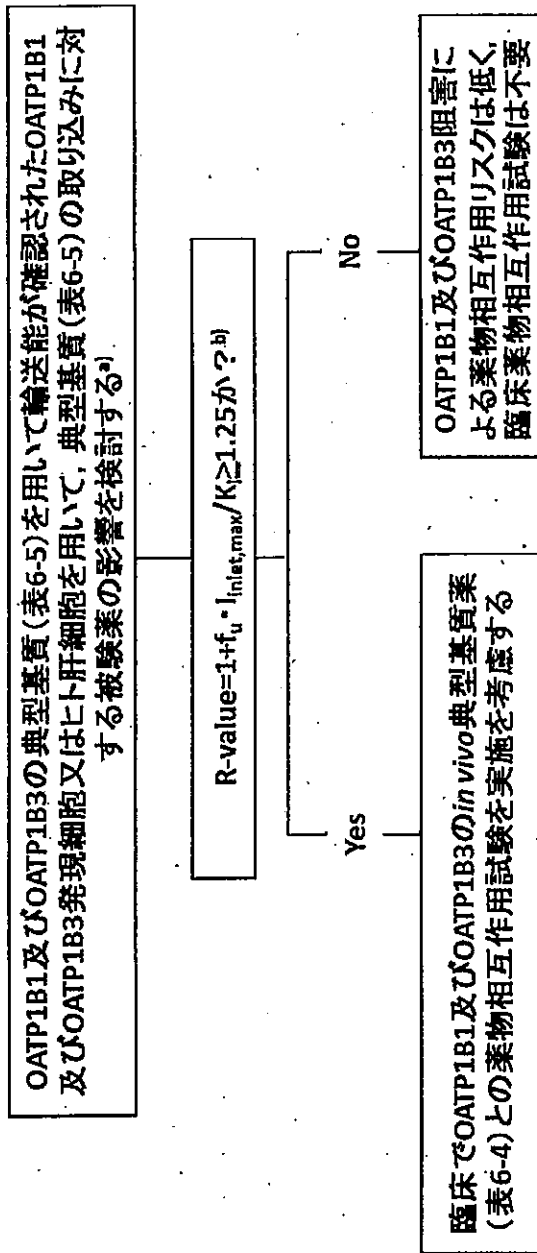 OATP1B1及びOATP1B3の典型基質(表6-5)を用いて輸送能が確認されたOATP1B1
及びOATP1B3発現細胞又はヒト肝細胞を用いて,典型基質(表6-5)の取り込みに対
する被験薬の影響を検討するa)
R-value=1+fu・Iinlet,max/Ki≥1.25か?b)
Yes
No
臨床でOATP1B1及びOATP1B3のin vivo典型基質薬
(表6-4)との薬物相互作用試験を実施を考慮する
OATP1B1及びOATP1B3阻害に
よる薬物相互作用リスクは低く,
臨床薬物相互作用試験は不要